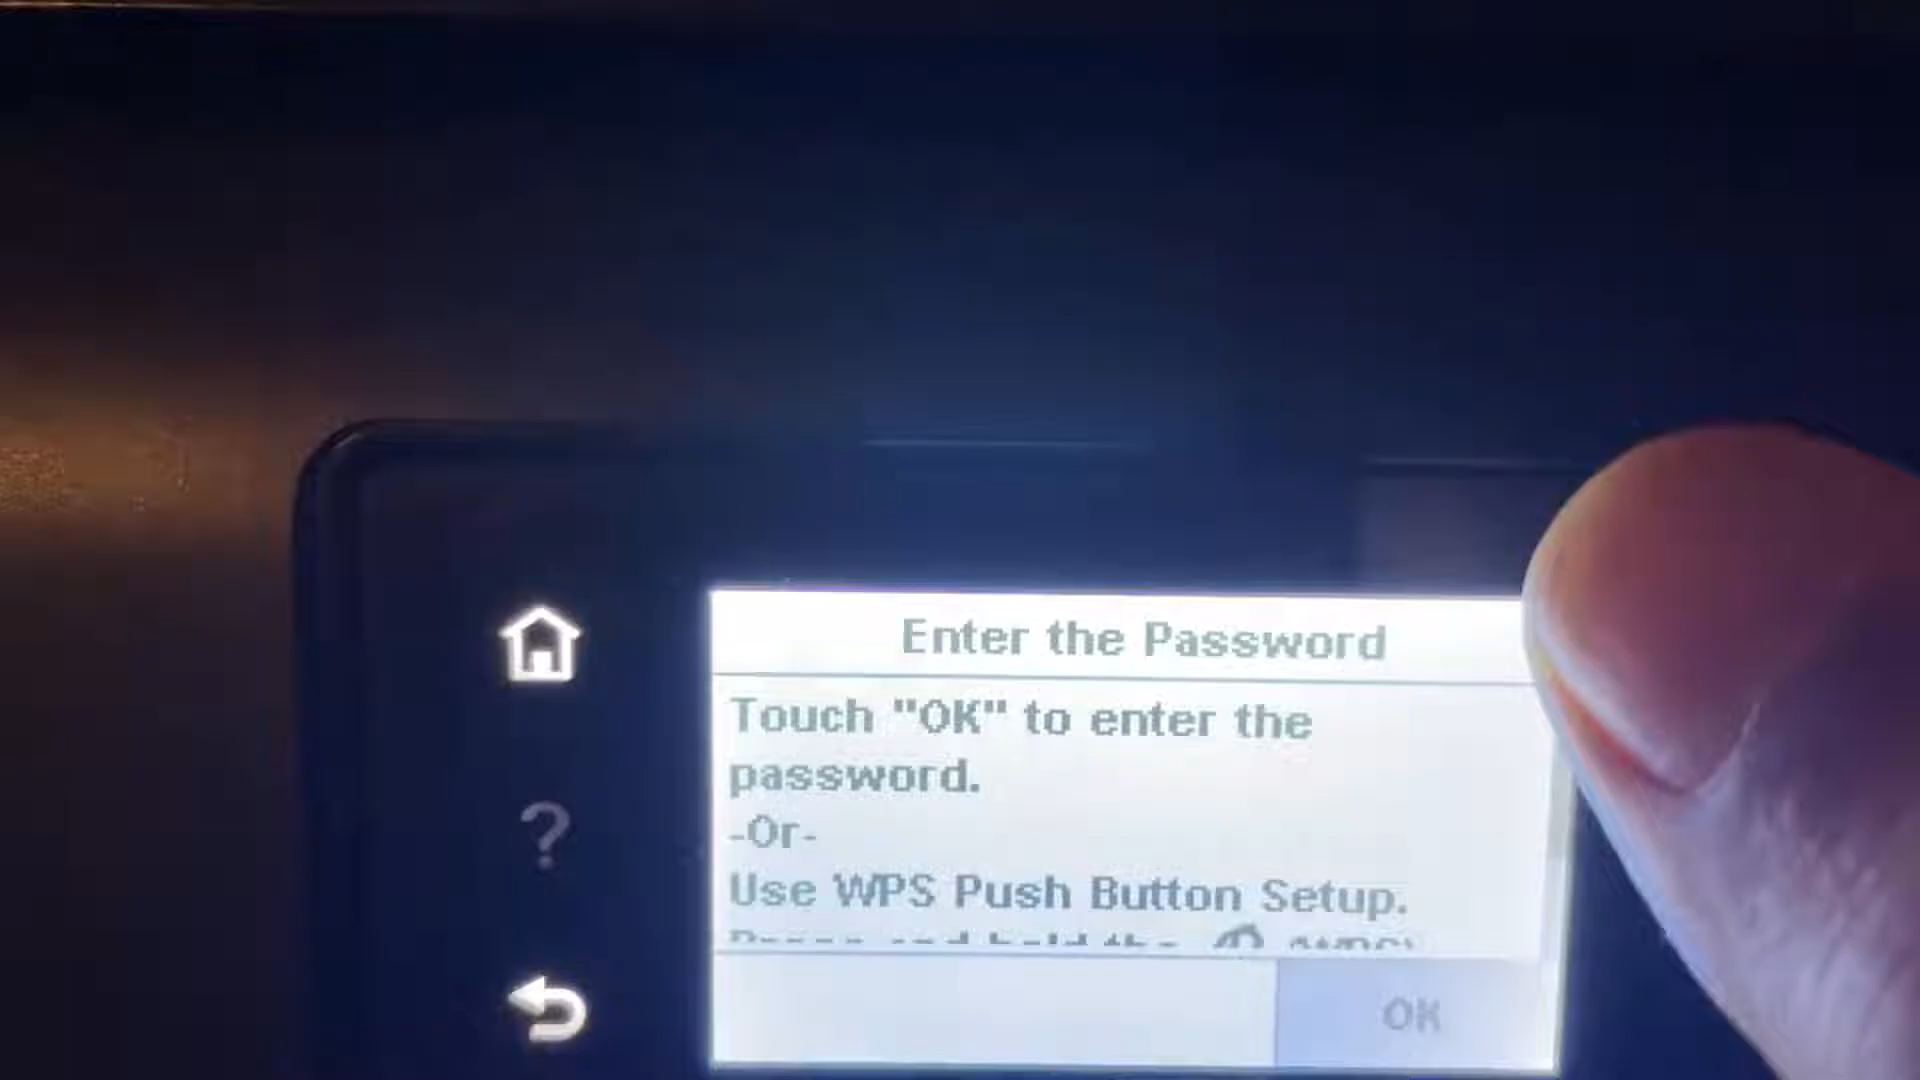 Enter the Password
Touch "OK" to enter the
password.
-Or-
Use WPS Push Button Setup.
OK